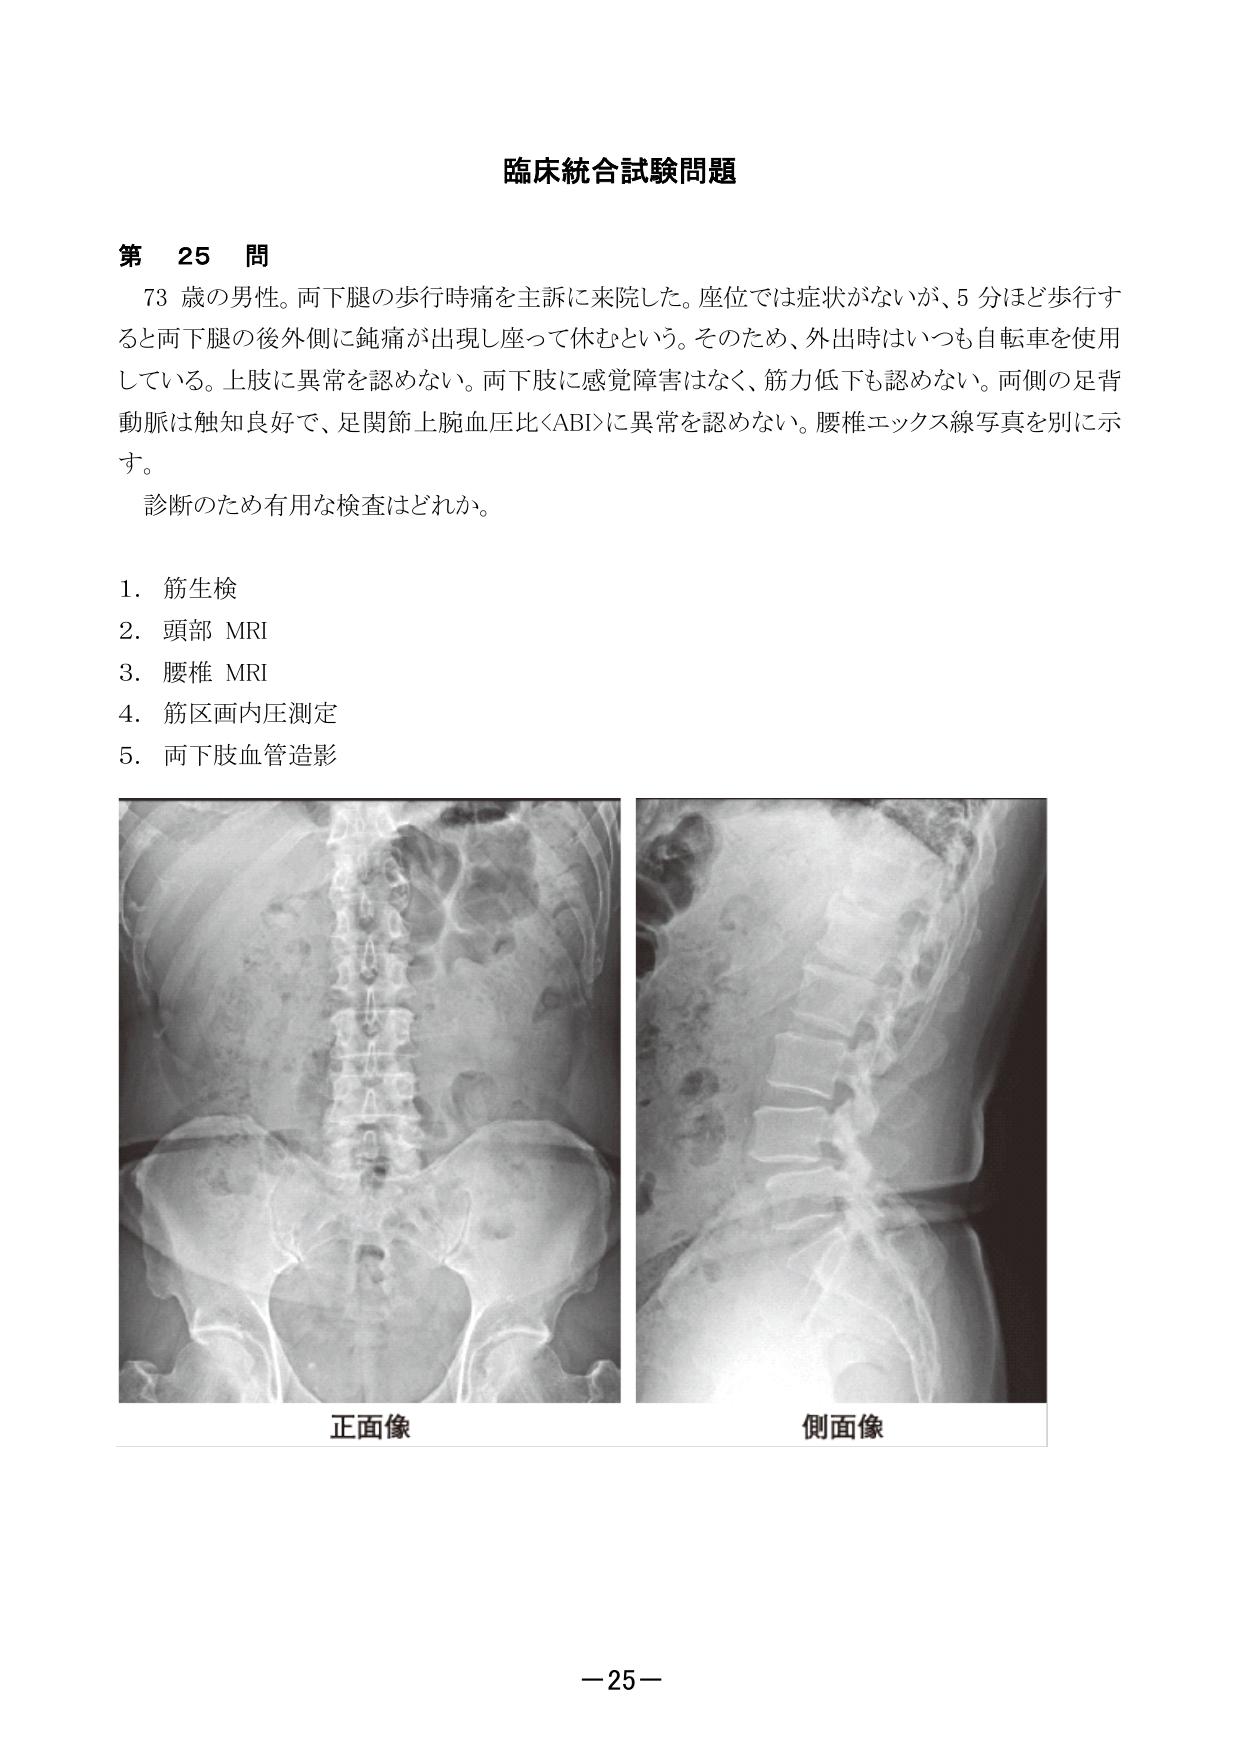 臨床統合試験問題
第 25 問
73 歳の男性。両下腿の歩行時痛を主訴に来院した。座位では症状がないが、5 分ほど歩行す
ると両下腿の後外側に鈍痛が出現し座って休むという。そのため、外出時はいつも自転車を使用
している。上肢に異常を認めない。両下肢に感覚障害はなく、筋力低下も認めない。両側の足背
動脈は触知良好で、足関節上腕血圧比<ABI>に異常を認めない。腰椎エックス線写真を別に示
す。
診断のため有用な検査はどれか。
1. 筋生検
2. 頭部 MRI
3. 腰椎 MRI
4. 筋区画内圧測定
5. 両下肢血管造影
正面像 側面像
―25―